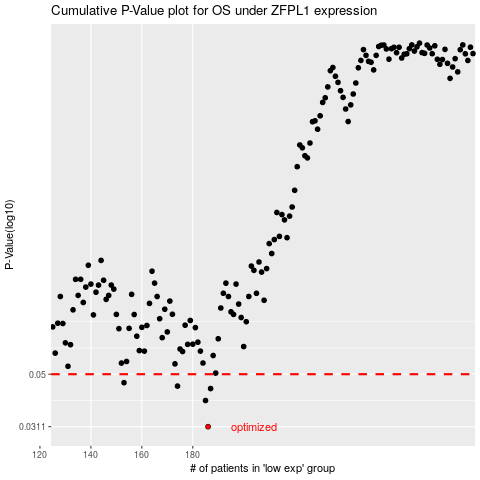 Cumulative P-Value plot for OS under ZFPL1 expression
P-Value(log10)
0.05
0.0311
optimized
120 140 160 180
# of patients in 'low exp' group